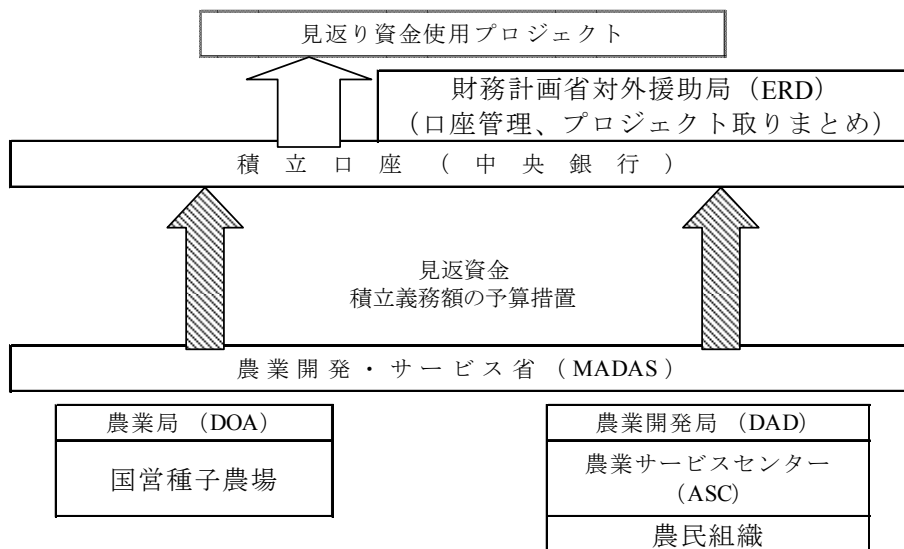 見返り資金使用プロジェクト
財務計画省対外援助局（ERD）
（口座管理、プロジェクト取りまとめ）
積立口座（中央銀行）
見返資金
積立義務額の予算措置
農業開発・サービス省（MADAS）
農業局（DOA）
国営種子農場
農業開発局（DAD）
農業サービスセンター
(ASC)
農民組織